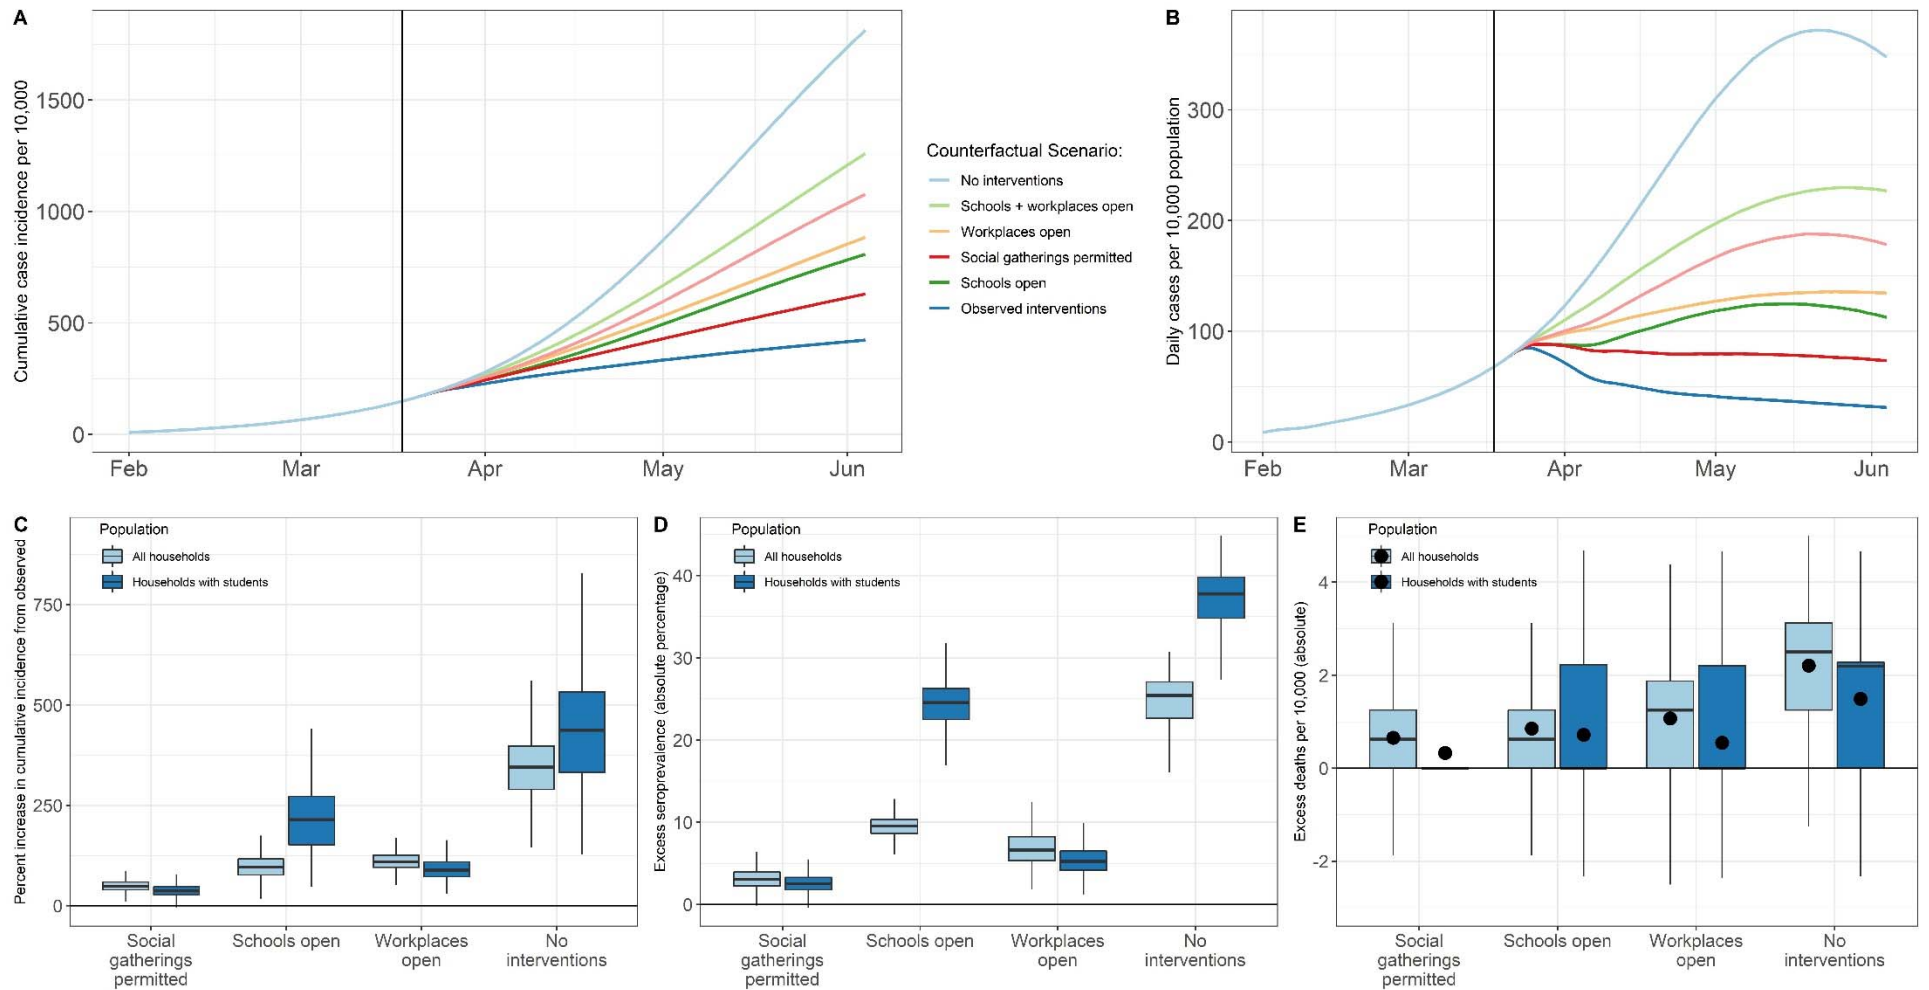 A
Cumulative case incidence per 10,000
1500
1000
500
0
Feb
Mar
Apr
May
Jun
Counterfactual Scenario:
No interventions
Schools + workplaces open
Workplaces open
Social gatherings permitted
Schools open
Observed interventions
B
Daily cases per 10,000 population
300
200
100
0
Feb
Mar
Apr
May
Jun
C
Percent increase in cumulative incidence from observed
Population
All households
Households with students
750
500
250
0
Social
gatherings
permitted
Schools open
Workplaces
open
No
interventions
D
Excess seroprevalence (absolute percentage)
Population
All households
Households with students
40
30
20
10
0
Social
gatherings
permitted
Schools open
Workplaces
open
No
interventions
E
Excess deaths per 10,000 (absolute)
Population
All households
Households with students
4
2
0
-2
Social
gatherings
permitted
Schools open
Workplaces
open
No
interventions